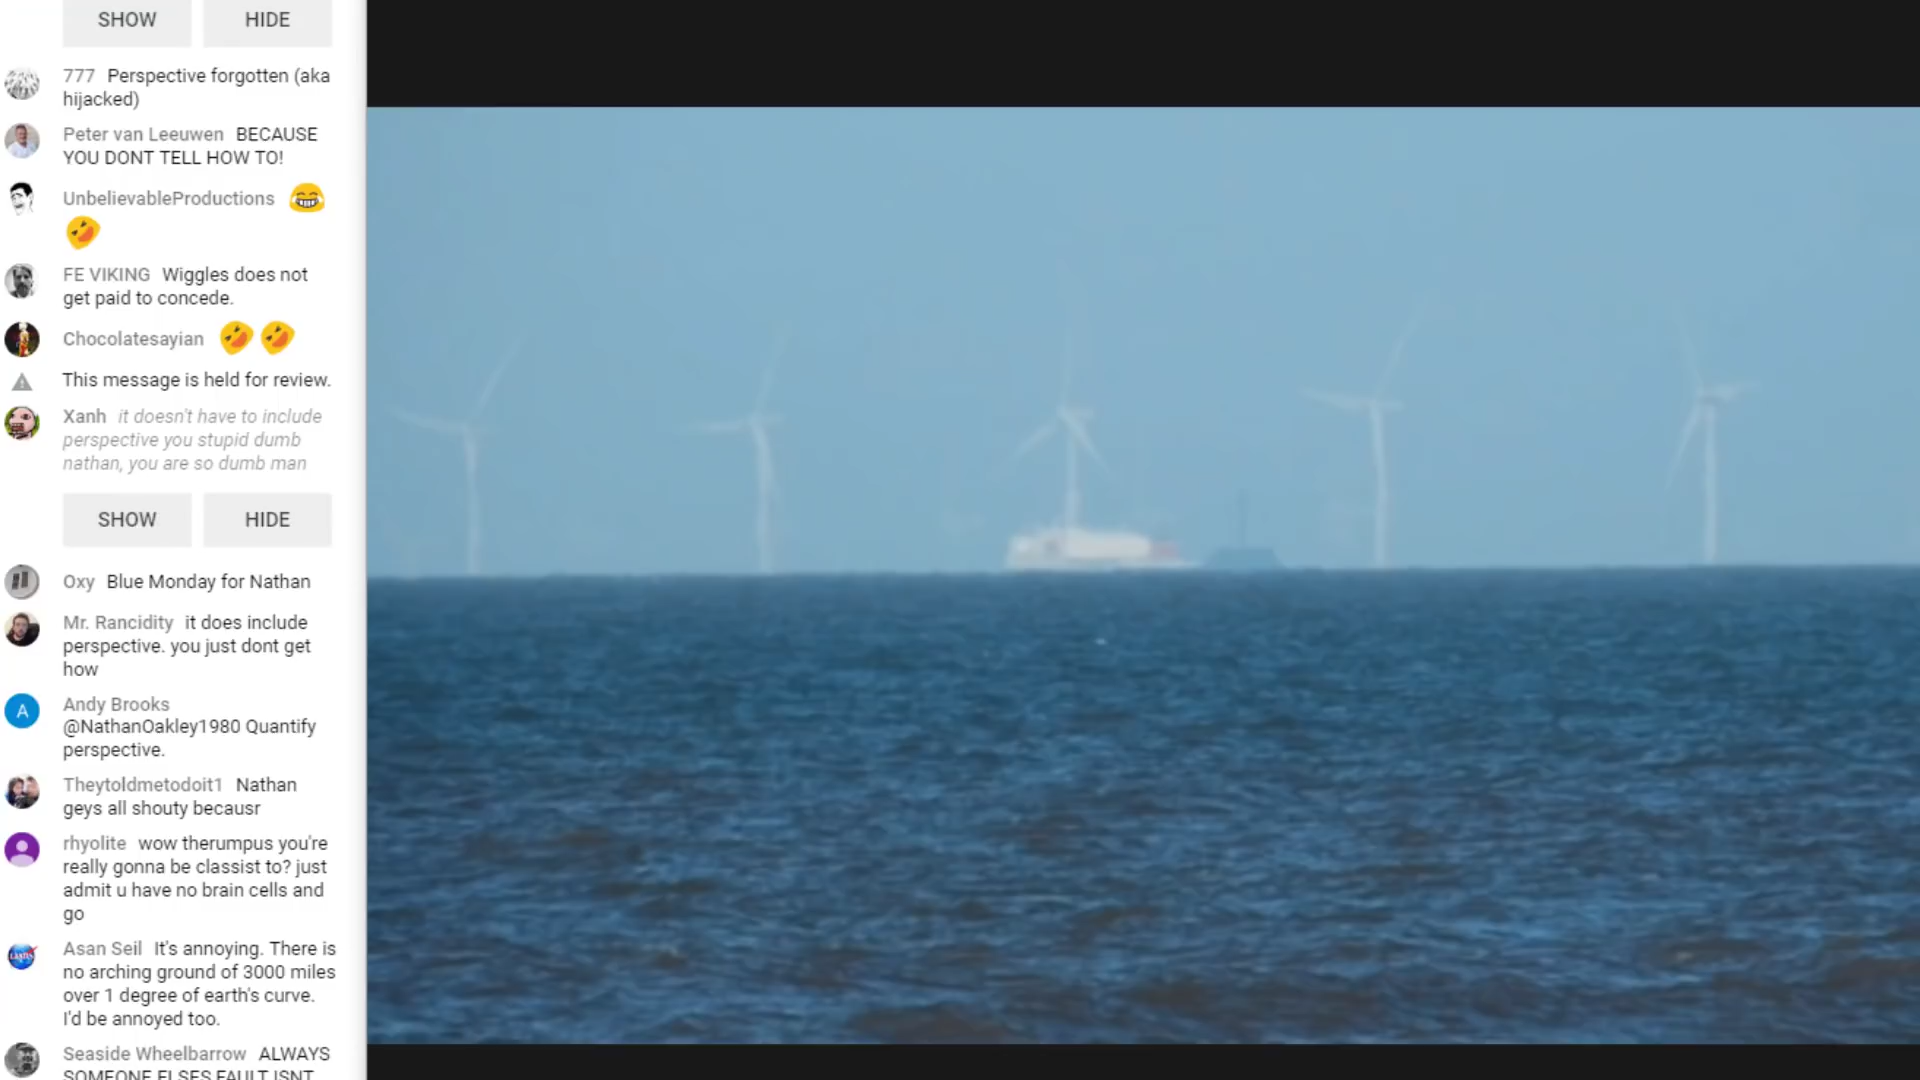 SHOW HIDE
777 Perspective forgotten (aka
hijacked)
Peter van Leeuwen BECAUSE
YOU DONT TELL HOW TO!
UnbelievableProductions
FE VIKING Wiggles does not
get paid to concede.
Chocolatesayian
This message is held for review.
Xanh it doesn't have to include
perspective you stupid dumb
nathan, you are so dumb man
SHOW HIDE
Oxy Blue Monday for Nathan
Mr. Rancidity it does include
perspective. you just dont get
how
A Andy Brooks
@NathanOakley1980 Quantify
perspective.
Theytoldmetodoit1 Nathan
geys all shouty becausr
rhyolite wow therumpus you're
really gonna be classist to? just
admit u have no brain cells and
go
Asan Seil It's annoying. There is
no arching ground of 3000 miles
over 1 degree of earth's curve.
I'd be annoyed too.
Seaside Wheelbarrow ALWAYS
SOMEONE ELSES FAULT ISNT